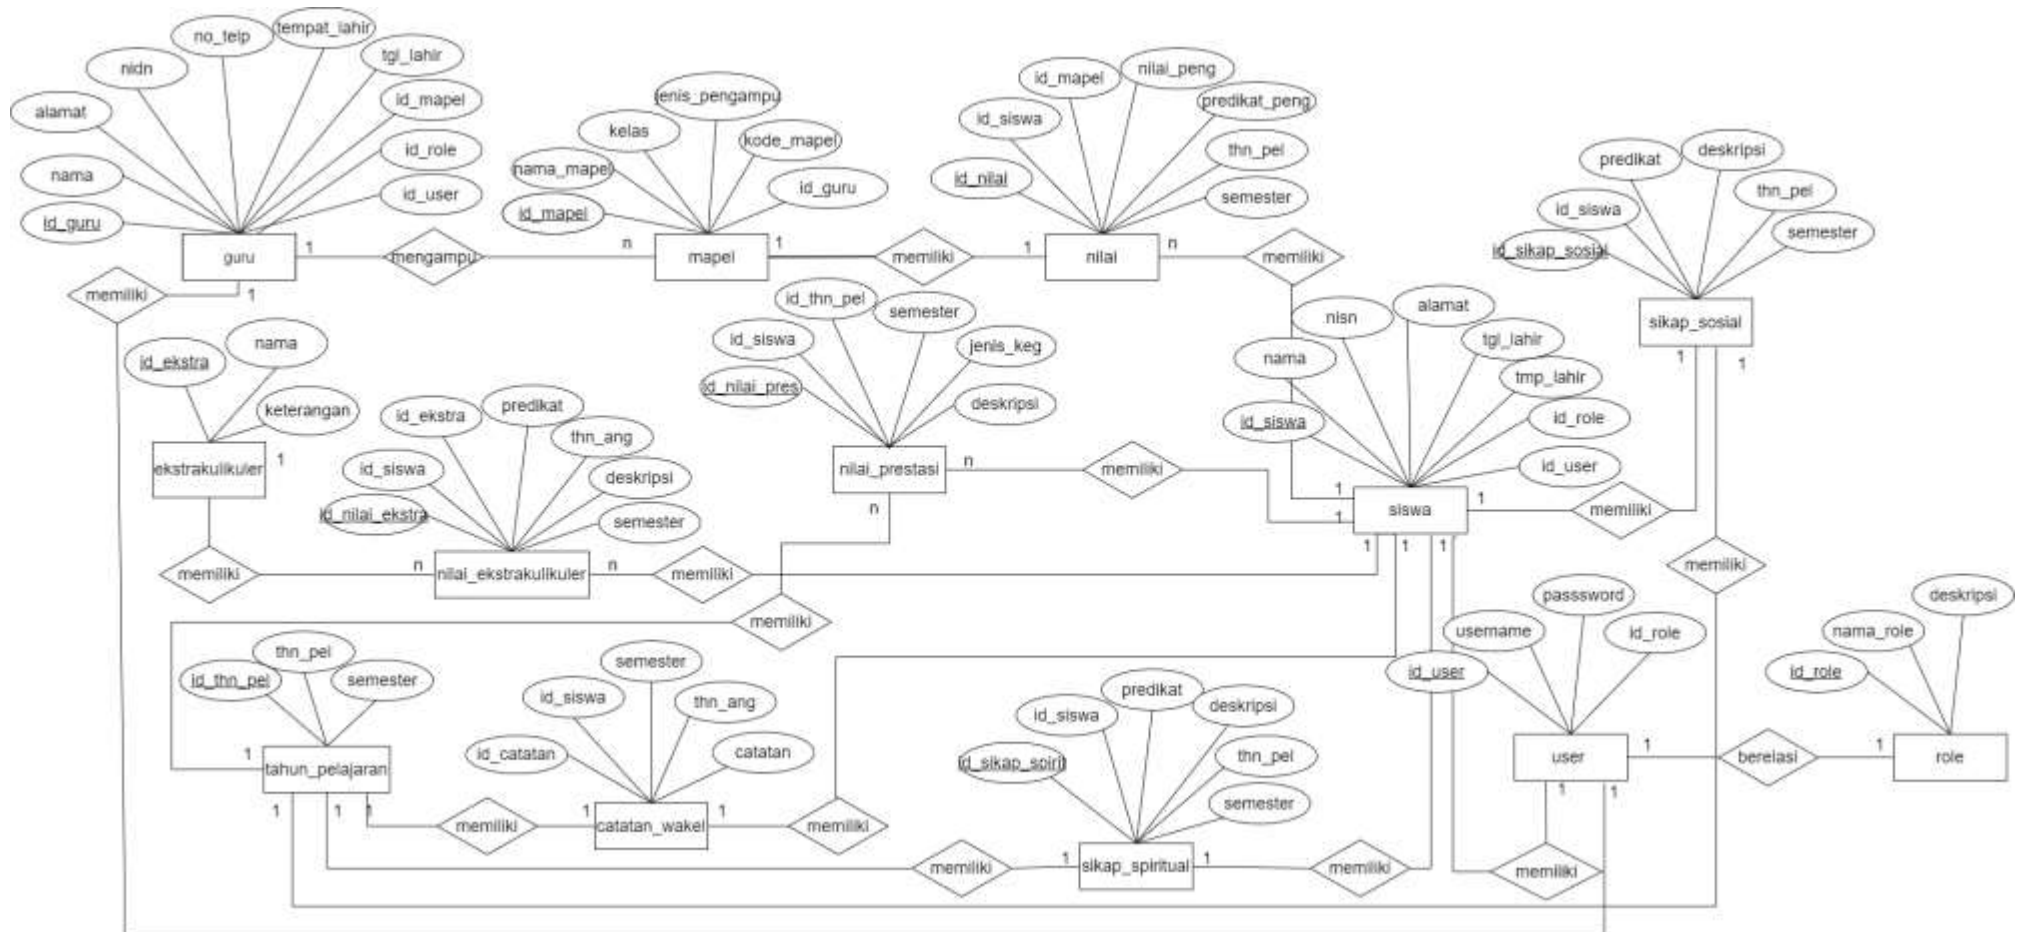 no_telp
tempat_lahir
nidn
tgl_lahir
alamat
id_mapel
nama
id_role
id_guru
id_user
guru
1
mengampu
n
memiliki
1
jenis_pengampu
kelas
kode_mapel
nama_mapel
id_guru
id_mapel
mapel
1
memiliki
1
id_mapel
nilai_peng
id_siswa
predikat_peng
id_nilai
thn_pel
semester
nilai
n
memiliki
predikat
deskripsi
id_siswa
thn_pel
id_sikap_sosial
semester
sikap_sosial
1
1
id_ekstra
nama
keterangan
ekstrakulikuler
1
memiliki
id_ekstra
predikat
thn_ang
id_siswa
deskripsi
id_nilai_ekstra
semester
n
nilai_ekstrakulikuler
n
memiliki
id_thn_pel
semester
id_siswa
jenis_keg
id_nilai_pres
deskripsi
nilai_prestasi
n
memiliki
n
memiliki
nisn
alamat
nama
tgl_lahir
tmp_lahir
id_siswa
id_role
id_user
1
siswa
1
1
memiliki
1
1
1
1
memiliki
thn_pel
id_thn_pel
semester
1
tahun_pelajaran
1
1
1
memiliki
semester
id_siswa
thn_ang
id_catatan
catatan
1
catatan_wakel
1
memiliki
predikat
id_siswa
deskripsi
id_sikap_spirit
thn_pel
semester
memiliki
1
sikap_spiritual
1
memiliki
passsword
username
id_role
id_user
user
1
1
1
memiliki
berelasi
deskripsi
nama_role
id_role
1
role